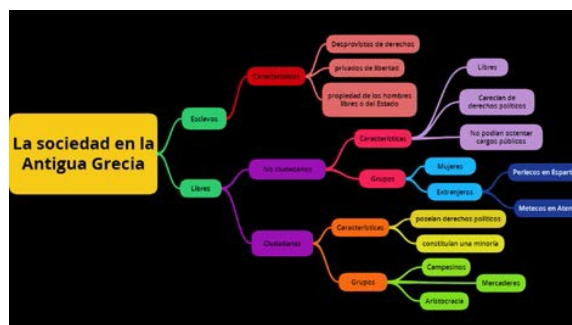 La sociedad en la
Antigua Grecia
Esclavos
Características
Desprovistos de derechos
privados de libertad
propiedad de los hombres
libres o del Estado
Libres
No ciudadanos
Características
Libres
Carecían de
derechos políticos
No podían ostentar
cargos públicos
Grupos
Mujeres
Extranjeros
Periecos en Espart
Metecos en Aten
Ciudadanos
Características
poseían derechos políticos
constituían una minoría
Grupos
Campesinos
Mercaderes
Aristocracia